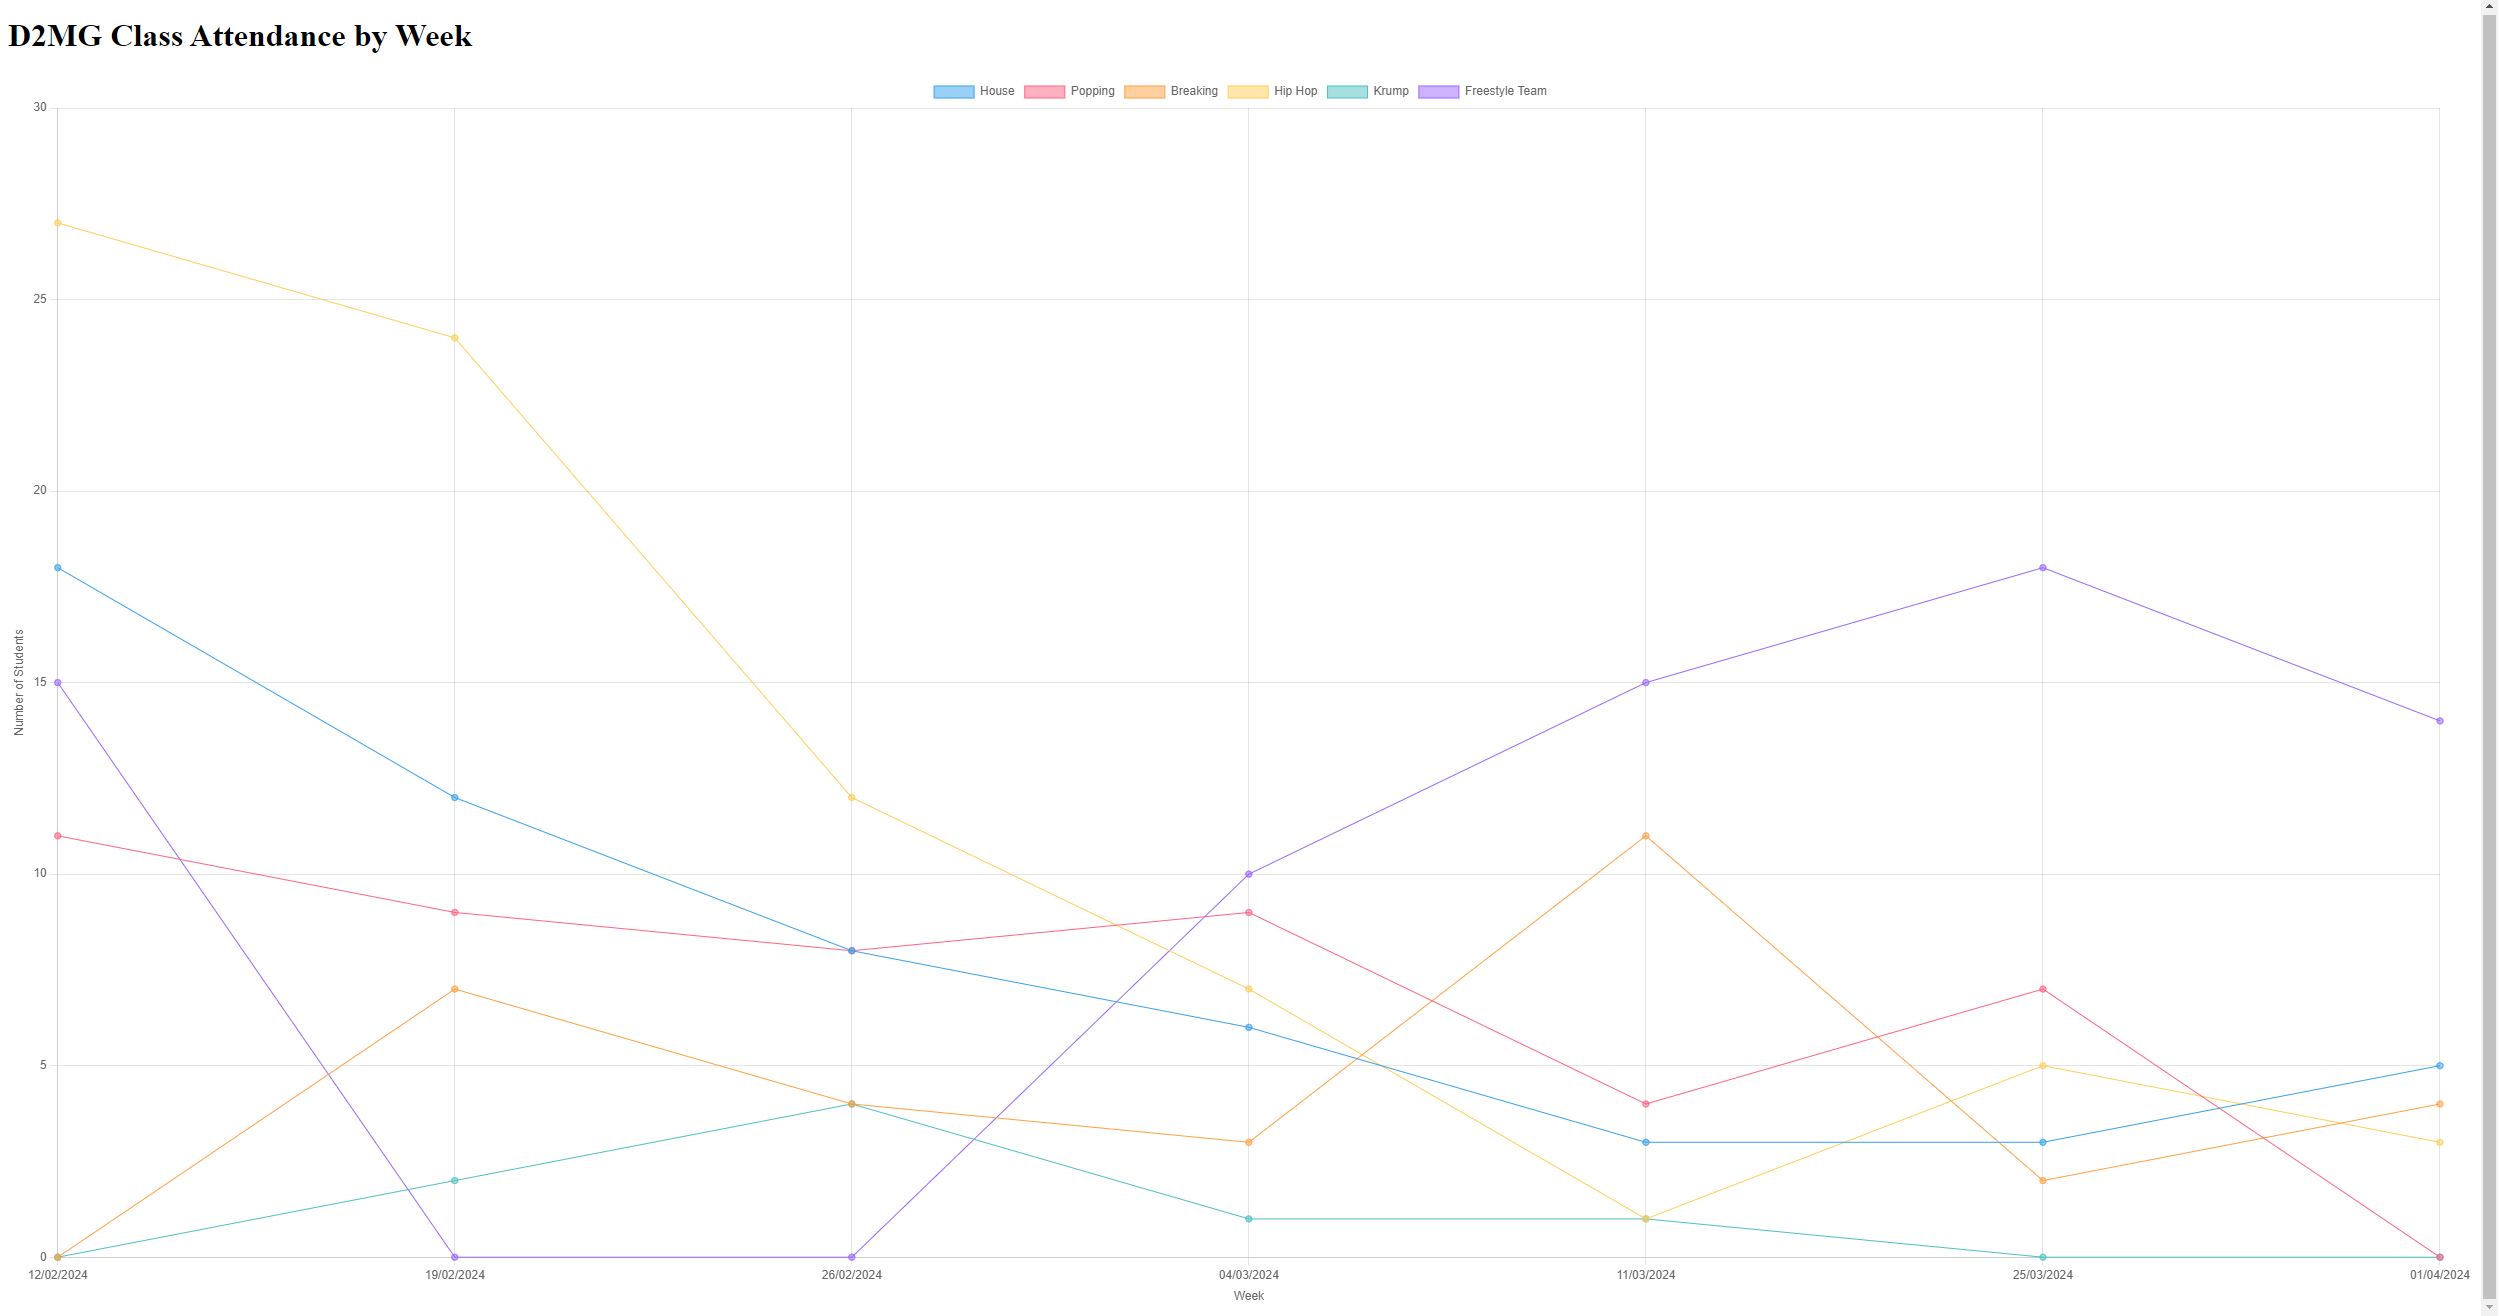 D2MG Class Attendance by Week
House Popping Breaking Hip Hop Krump Freestyle Team
30
25
20
15
10
5
0
Number of Students
12/02/2024 19/02/2024 26/02/2024 04/03/2024 11/03/2024 25/03/2024 01/04/2024
Week